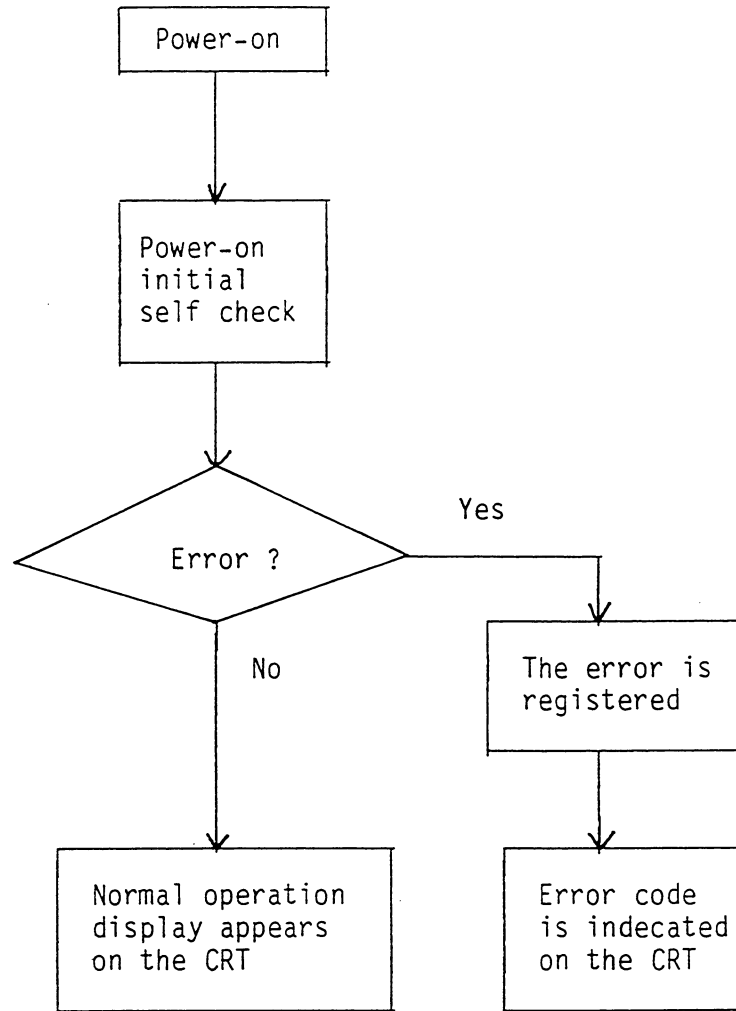 Power-on
Power-on
initial
self check
Error ?
Yes
No
The error is
registered
Normal operation
display appears
on the CRT
Error code
is indecated
on the CRT